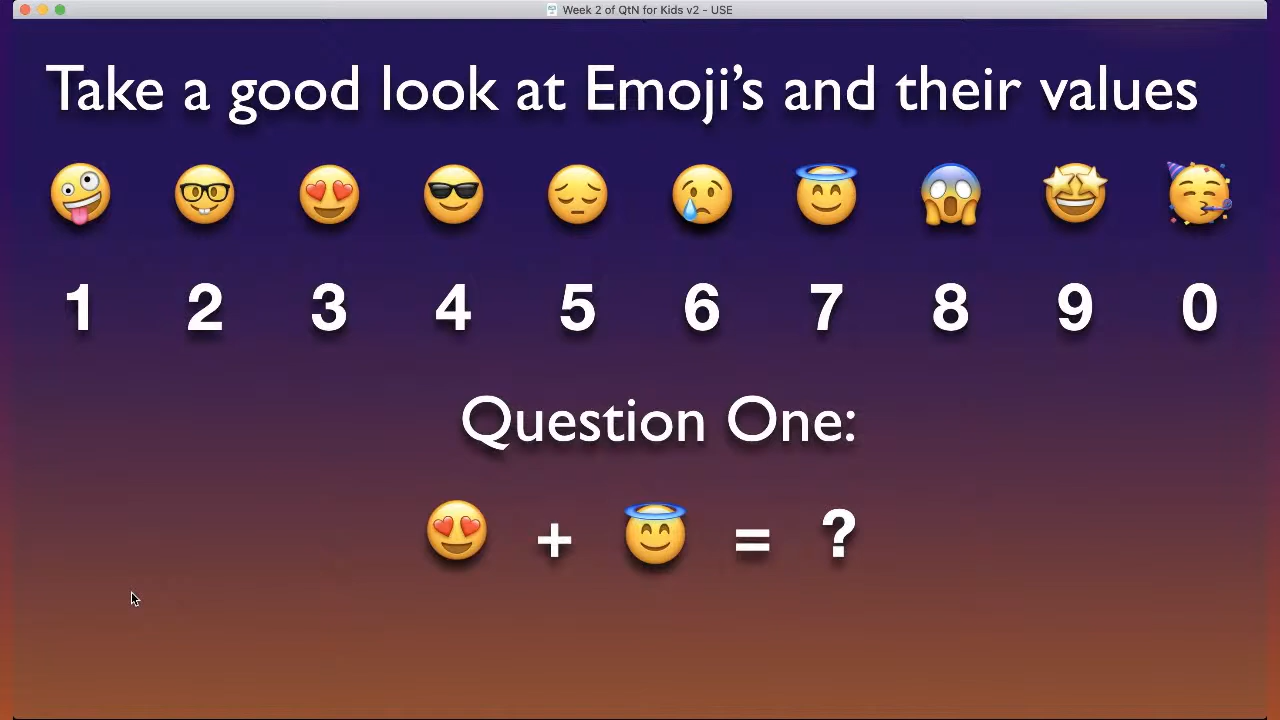 Week 2 of QtN for Kids v2 - USE
Take a good look at Emoji’s and their values
1 2 3 4 5 6 7 8 9 0
Question One:
+ = ?